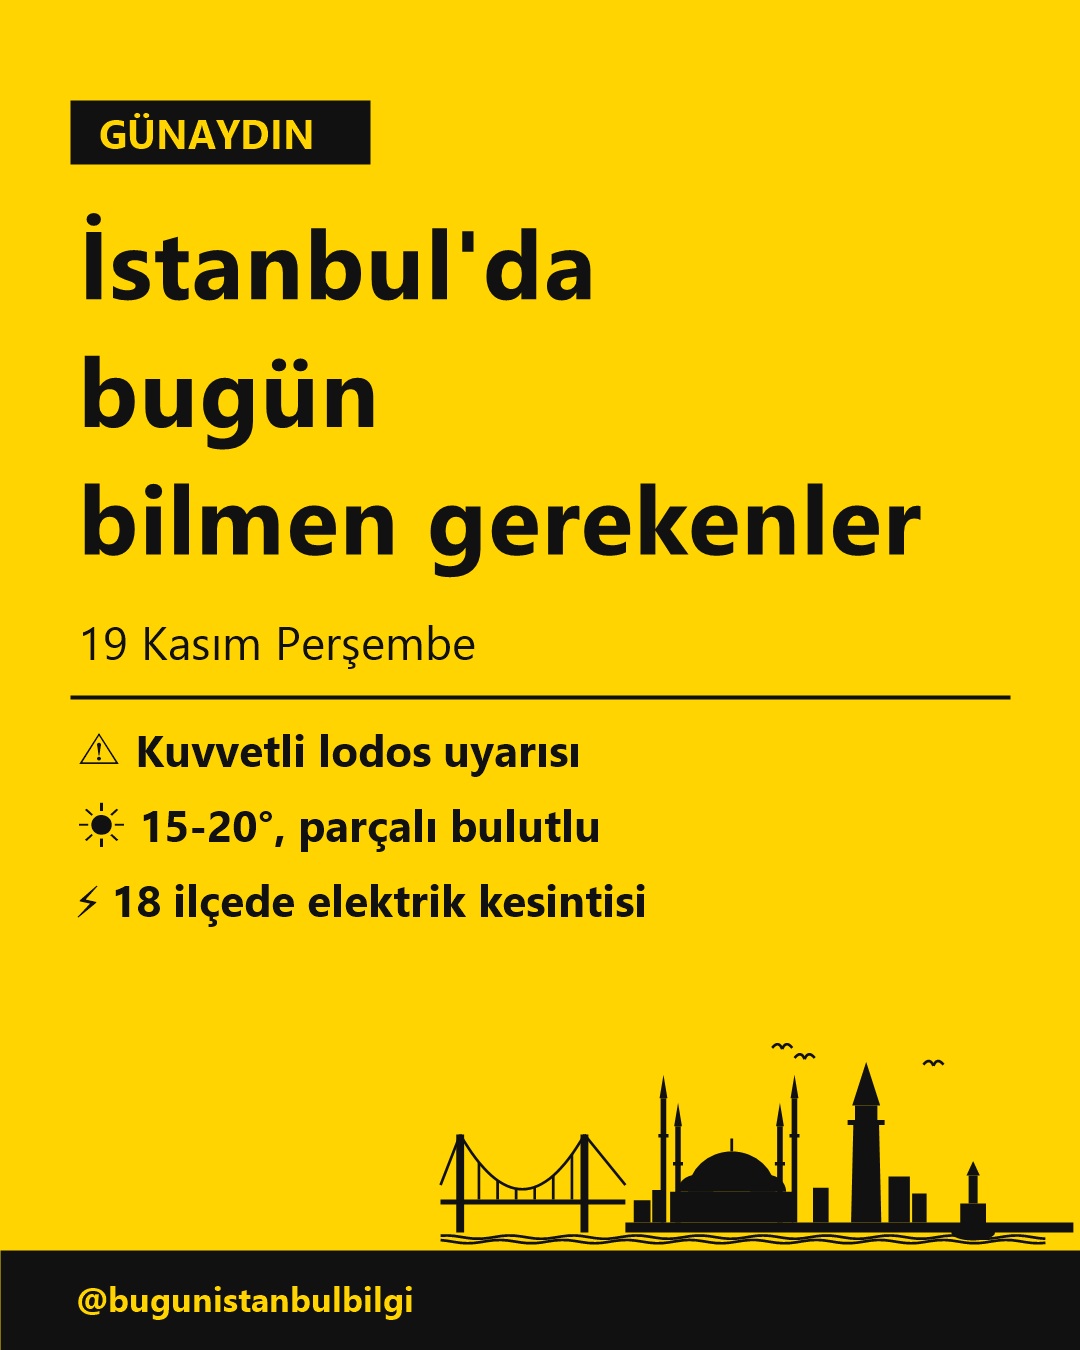 GÜNAYDIN
İstanbul'da
bugün
bilmen gerekenler
19 Kasım Perşembe
⚠ Kuvvetli lodos uyarısı
☀ 15-20°, parçalı bulutlu
⚡ 18 ilçede elektrik kesintisi
@bugunistanbulbilgi